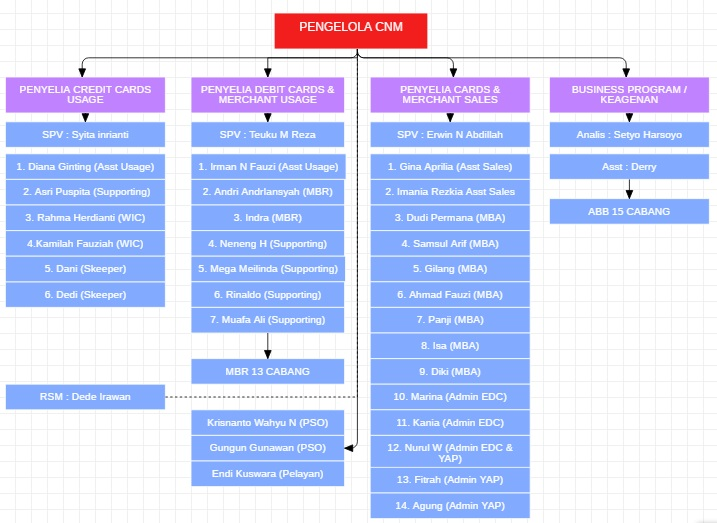 PENGELOLA CNM
PENYELIA CREDIT CARDS
USAGE
SPV : Syita inrianti
1. Diana Ginting (Asst Usage)
2. Asri Puspita (Supporting)
3. Rahma Herdianti (WIC)
4.Kamilah Fauziah (WIC)
5. Dani (Skeeper)
6. Dedi (Skeeper)
RSM : Dede Irawan
PENYELIA DEBIT CARDS &
MERCHANT USAGE
SPV : Teuku M Reza
1. Irman N Fauzi (Asst Usage)
2. Andri AndrIansyah (MBR)
3. Indra (MBR)
4. Neneng H (Supporting)
5. Mega Meilinda (Supporting)
6. Rinaldo (Supporting)
7. Muafa Ali (Supporting)
MBR 13 CABANG
Krisnanto Wahyu N (PSO)
Gungun Gunawan (PSO)
Endi Kuswara (Pelayan)
PENYELIA CARDS &
MERCHANT SALES
SPV : Erwin N Abdillah
1. Gina Aprilia (Asst Sales)
2. Imania Rezkia Asst Sales
3. Dudi Permana (MBA)
4. Samsul Arif (MBA)
5. Gilang (MBA)
6. Ahmad Fauzi (MBA)
7. Panji (MBA)
8. Isa (MBA)
9. Diki (MBA)
10. Marina (Admin EDC)
11. Kania (Admin EDC)
12. Nurul W (Admin EDC &
YAP)
13. Fitrah (Admin YAP)
14. Agung (Admin YAP)
BUSINESS PROGRAM /
KEAGENAN
Analis : Setyo Harsoyo
Asst : Derry
ABB 15 CABANG